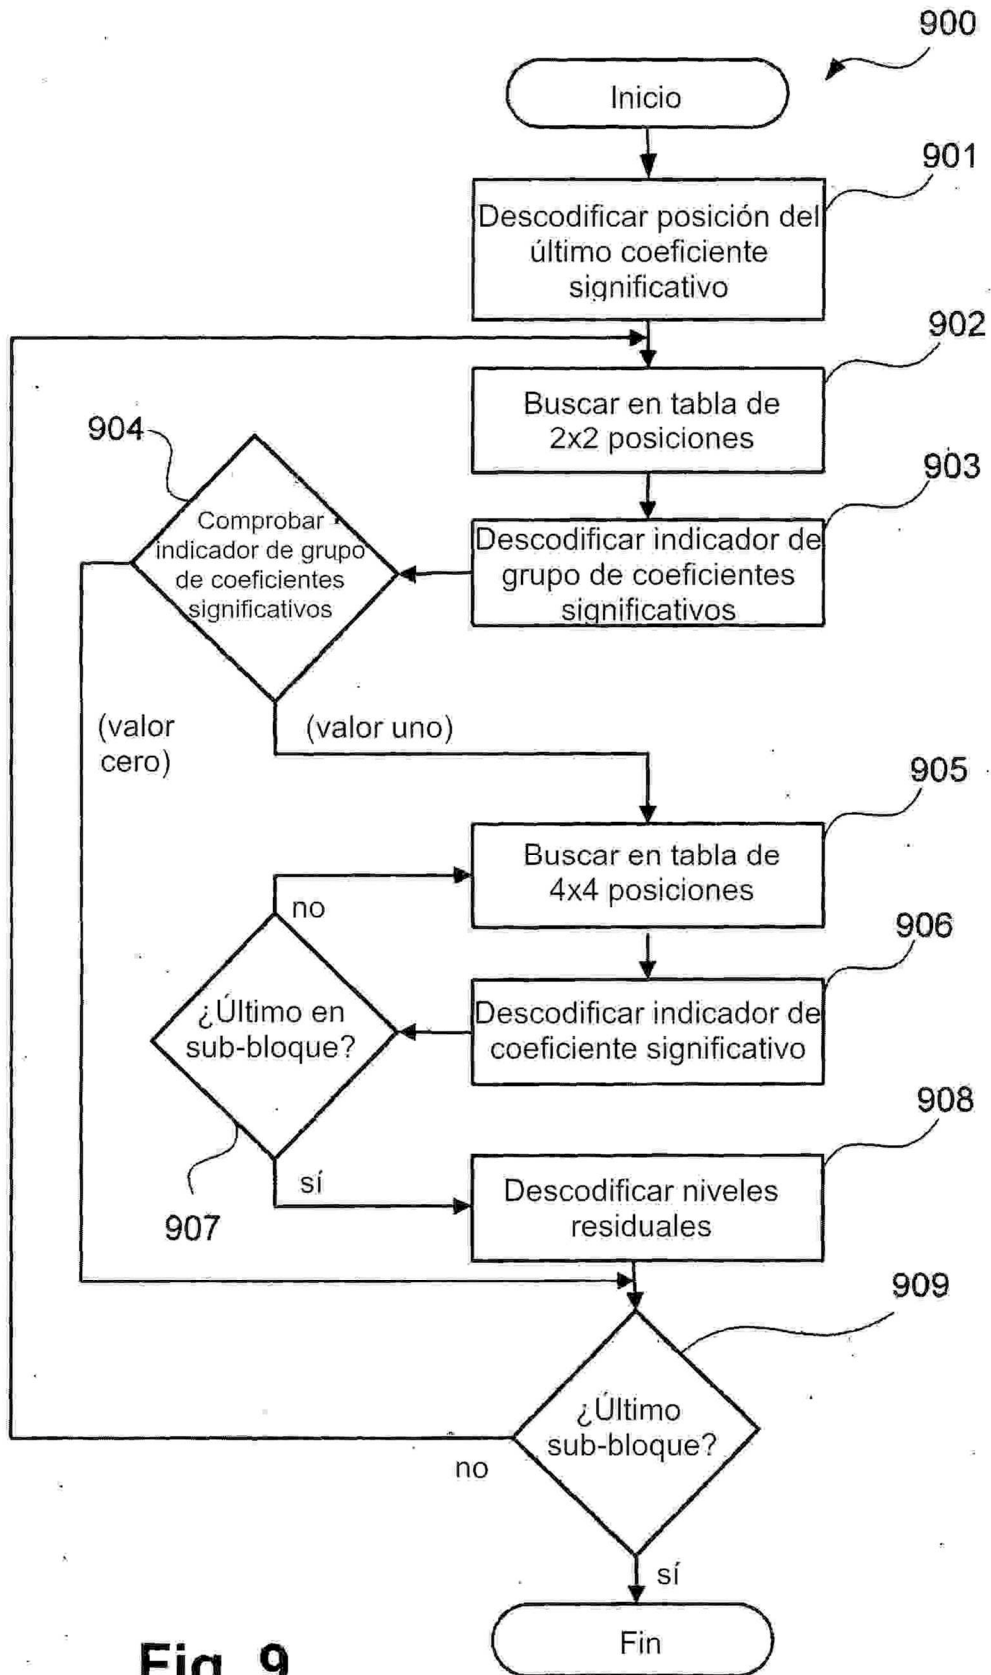 900
Inicio
901
Descodificar posición del
último coeficiente
significativo
902
Buscar en tabla de
2x2 posiciones
904
903
Comprobar
indicador de grupo
de coeficientes
significativos
Descodificar indicador de
grupo de coeficientes
significativos
(valor
cero)
(valor uno)
905
Buscar en tabla de
4x4 posiciones
no
906
¿Último en
sub-bloque?
Descodificar indicador de
coeficiente significativo
908
sí
907
Descodificar niveles
residuales
909
¿Último
sub-bloque?
no
sí
Fin
Fig. 9